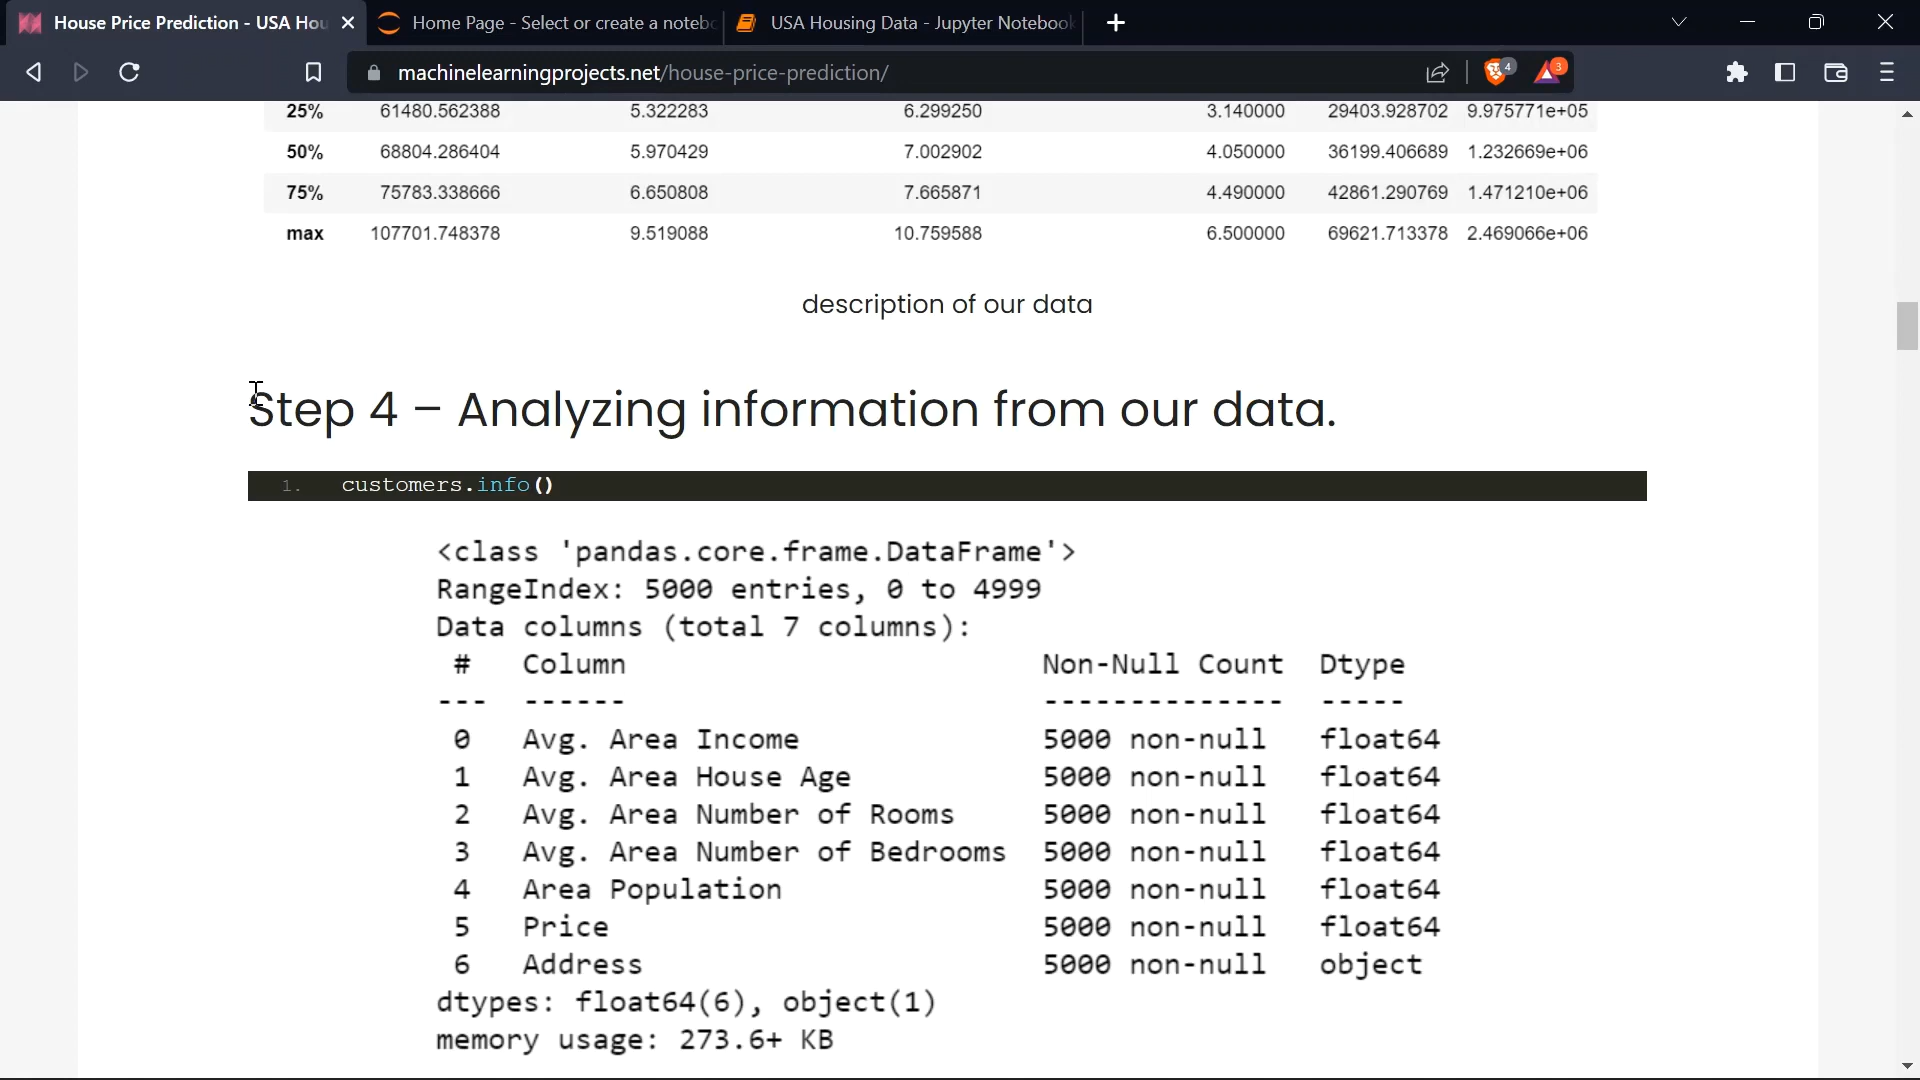 House Price Prediction - USA Hou
Home Page - Select or create a notebo
USA Housing Data - Jupyter Notebook
machinelearningprojects.net/house-price-prediction/
4
3
25% 61480.562388 5.322283 6.299250 3.140000 29403.928702 9.975771e+05
50% 68804.286404 5.970429 7.002902 4.050000 36199.406689 1.232669e+06
75% 75783.338666 6.650808 7.665871 4.490000 42861.290769 1.471210e+06
max 107701.748378 9.519088 10.759588 6.500000 69621.713378 2.469066e+06
description of our data
Step 4 – Analyzing information from our data.
1. customers.info()
<class 'pandas.core.frame.DataFrame'>
RangeIndex: 5000 entries, 0 to 4999
Data columns (total 7 columns):
# Column Non-Null Count Dtype
--- ------ -------------- -----
0 Avg. Area Income 5000 non-null float64
1 Avg. Area House Age 5000 non-null float64
2 Avg. Area Number of Rooms 5000 non-null float64
3 Avg. Area Number of Bedrooms 5000 non-null float64
4 Area Population 5000 non-null float64
5 Price 5000 non-null float64
6 Address 5000 non-null object
dtypes: float64(6), object(1)
memory usage: 273.6+ KB